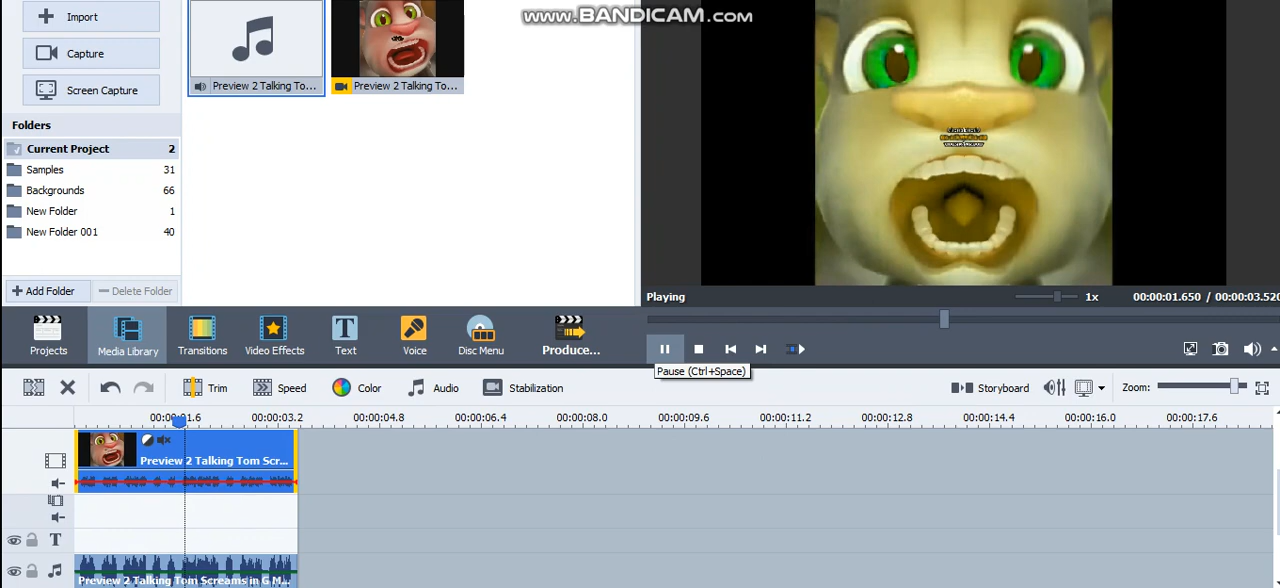 Import
Capture
Screen Capture
Folders
Current Project 2
Samples 31
Backgrounds 66
New Folder 1
New Folder 001 40
Add Folder
Delete Folder
Preview 2 Talking To...
Preview 2 Talking To...
www.BANDICAM.com
Playing
1x
00:00:01.650 / 00:00:03.520
Projects
Media Library
Transitions
Video Effects
Text
Voice
Disc Menu
Produce...
Pause (Ctrl+Space)
Trim
Speed
Color
Audio
Stabilization
Storyboard
Zoom:
00:00:01.6 00:00:03.2 00:00:04.8 00:00:06.4 00:00:08.0 00:00:09.6 00:00:11.2 00:00:12.8 00:00:14.4 00:00:16.0 00:00:17.6
Preview 2 Talking Tom Scr...
Preview 2 Talking Tom Screams in G M...